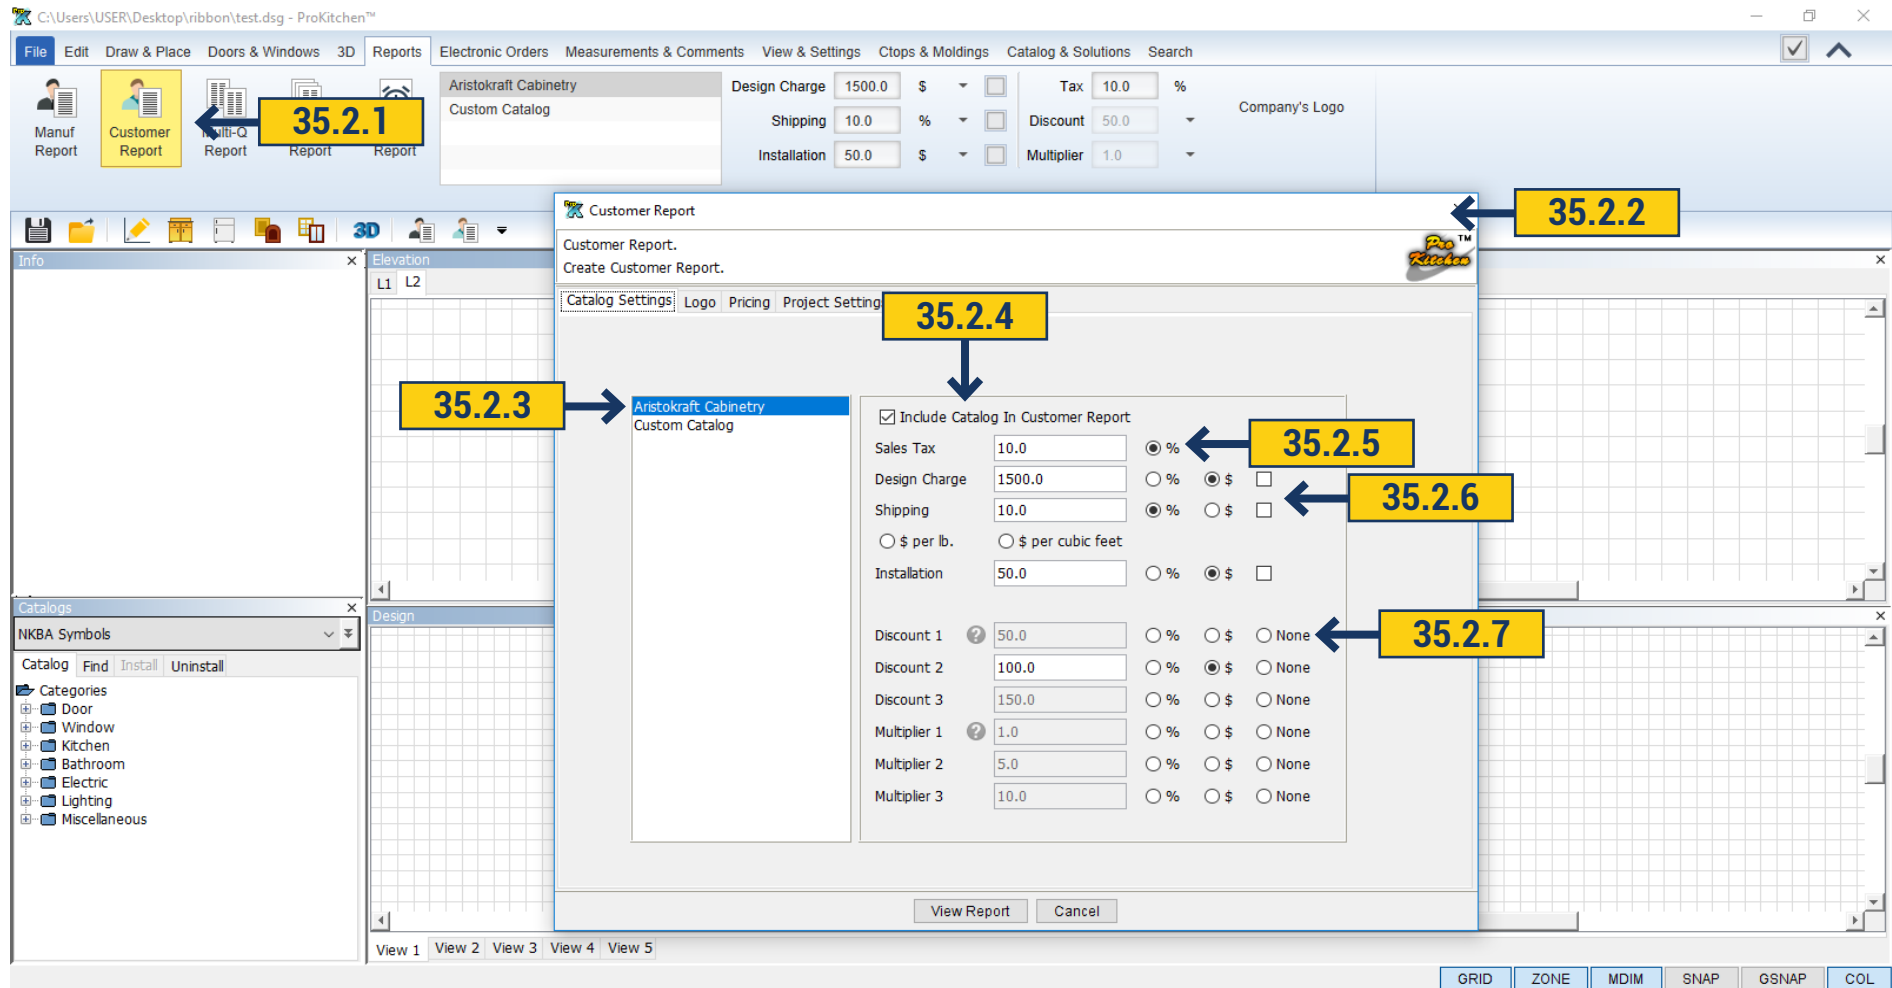 C:\Users\USER\Desktop\ribbon\test.dsg - ProKitchen™
File Edit Draw & Place Doors & Windows 3D Reports Electronic Orders Measurements & Comments View & Settings Ctops & Moldings Catalog & Solutions Search
Manuf Report
Customer Report
35.2.1
Report
Report
Report
Aristokraft Cabinetry
Custom Catalog
Design Charge 1500.0 $
Shipping 10.0 %
Installation 50.0 $
Tax 10.0 %
Discount 50.0
Multiplier 1.0
Company's Logo
3D
Customer Report
35.2.2
Customer Report.
Create Customer Report.
Pro Kitchen TM
Info
Elevation
L1 L2
Catalog Settings Logo Pricing Project Setting
35.2.4
35.2.3
Aristokraft Cabinetry
Custom Catalog
Include Catalog In Customer Report
Sales Tax 10.0 %
35.2.5
Design Charge 1500.0 % $
35.2.6
Shipping 10.0 % $
$ per lb. $ per cubic feet
Installation 50.0 % $
Discount 1 ? 50.0 % $ None
35.2.7
Discount 2 100.0 % $ None
Discount 3 150.0 % $ None
Multiplier 1 ? 1.0 % $ None
Multiplier 2 5.0 % $ None
Multiplier 3 10.0 % $ None
View Report Cancel
Catalogs
NKBA Symbols
Catalog Find Install Uninstall
Categories
Door
Window
Kitchen
Bathroom
Electric
Lighting
Miscellaneous
Design
View 1 View 2 View 3 View 4 View 5
GRID ZONE MDIM SNAP GSNAP COL